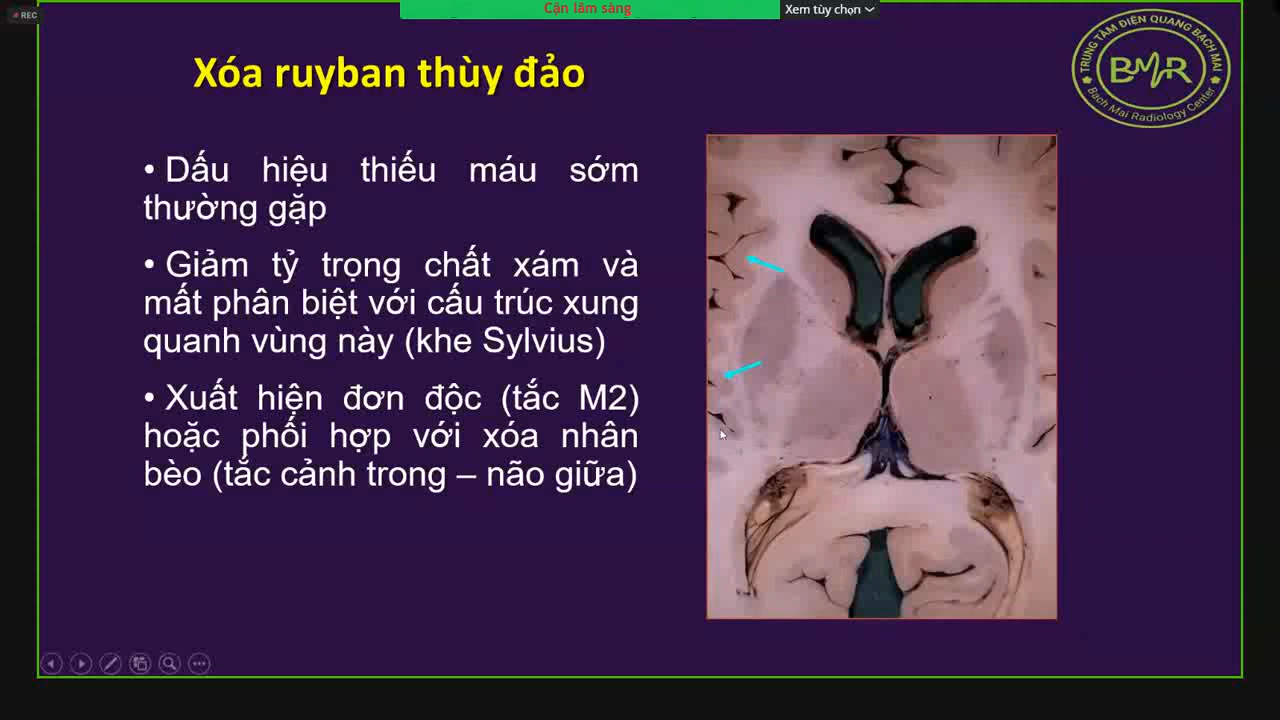 REC
Cận lâm sàng
Xem tùy chọn
TRUNG TÂM ĐIỆN QUANG BẠCH MAI
BMR
Bach Mai Radiology Center
Xóa ruyban thùy đảo
• Dấu hiệu thiếu máu sớm
thường gặp
• Giảm tỷ trọng chất xám và
mất phân biệt với cấu trúc xung
quanh vùng này (khe Sylvius)
• Xuất hiện đơn độc (tắc M2)
hoặc phối hợp với xóa nhân
bèo (tắc cảnh trong – não giữa)